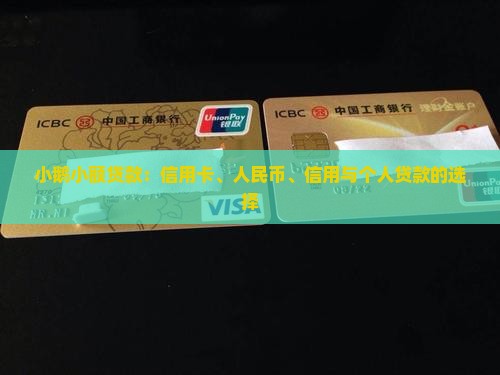 ICBC 中国工商银行
UnionPay
银联
ICBC 中国工商银行 理财金账户
小鹅小额贷款：信用卡、人民币、信用与个人贷款的选
择
VISA
UnionPay
银联